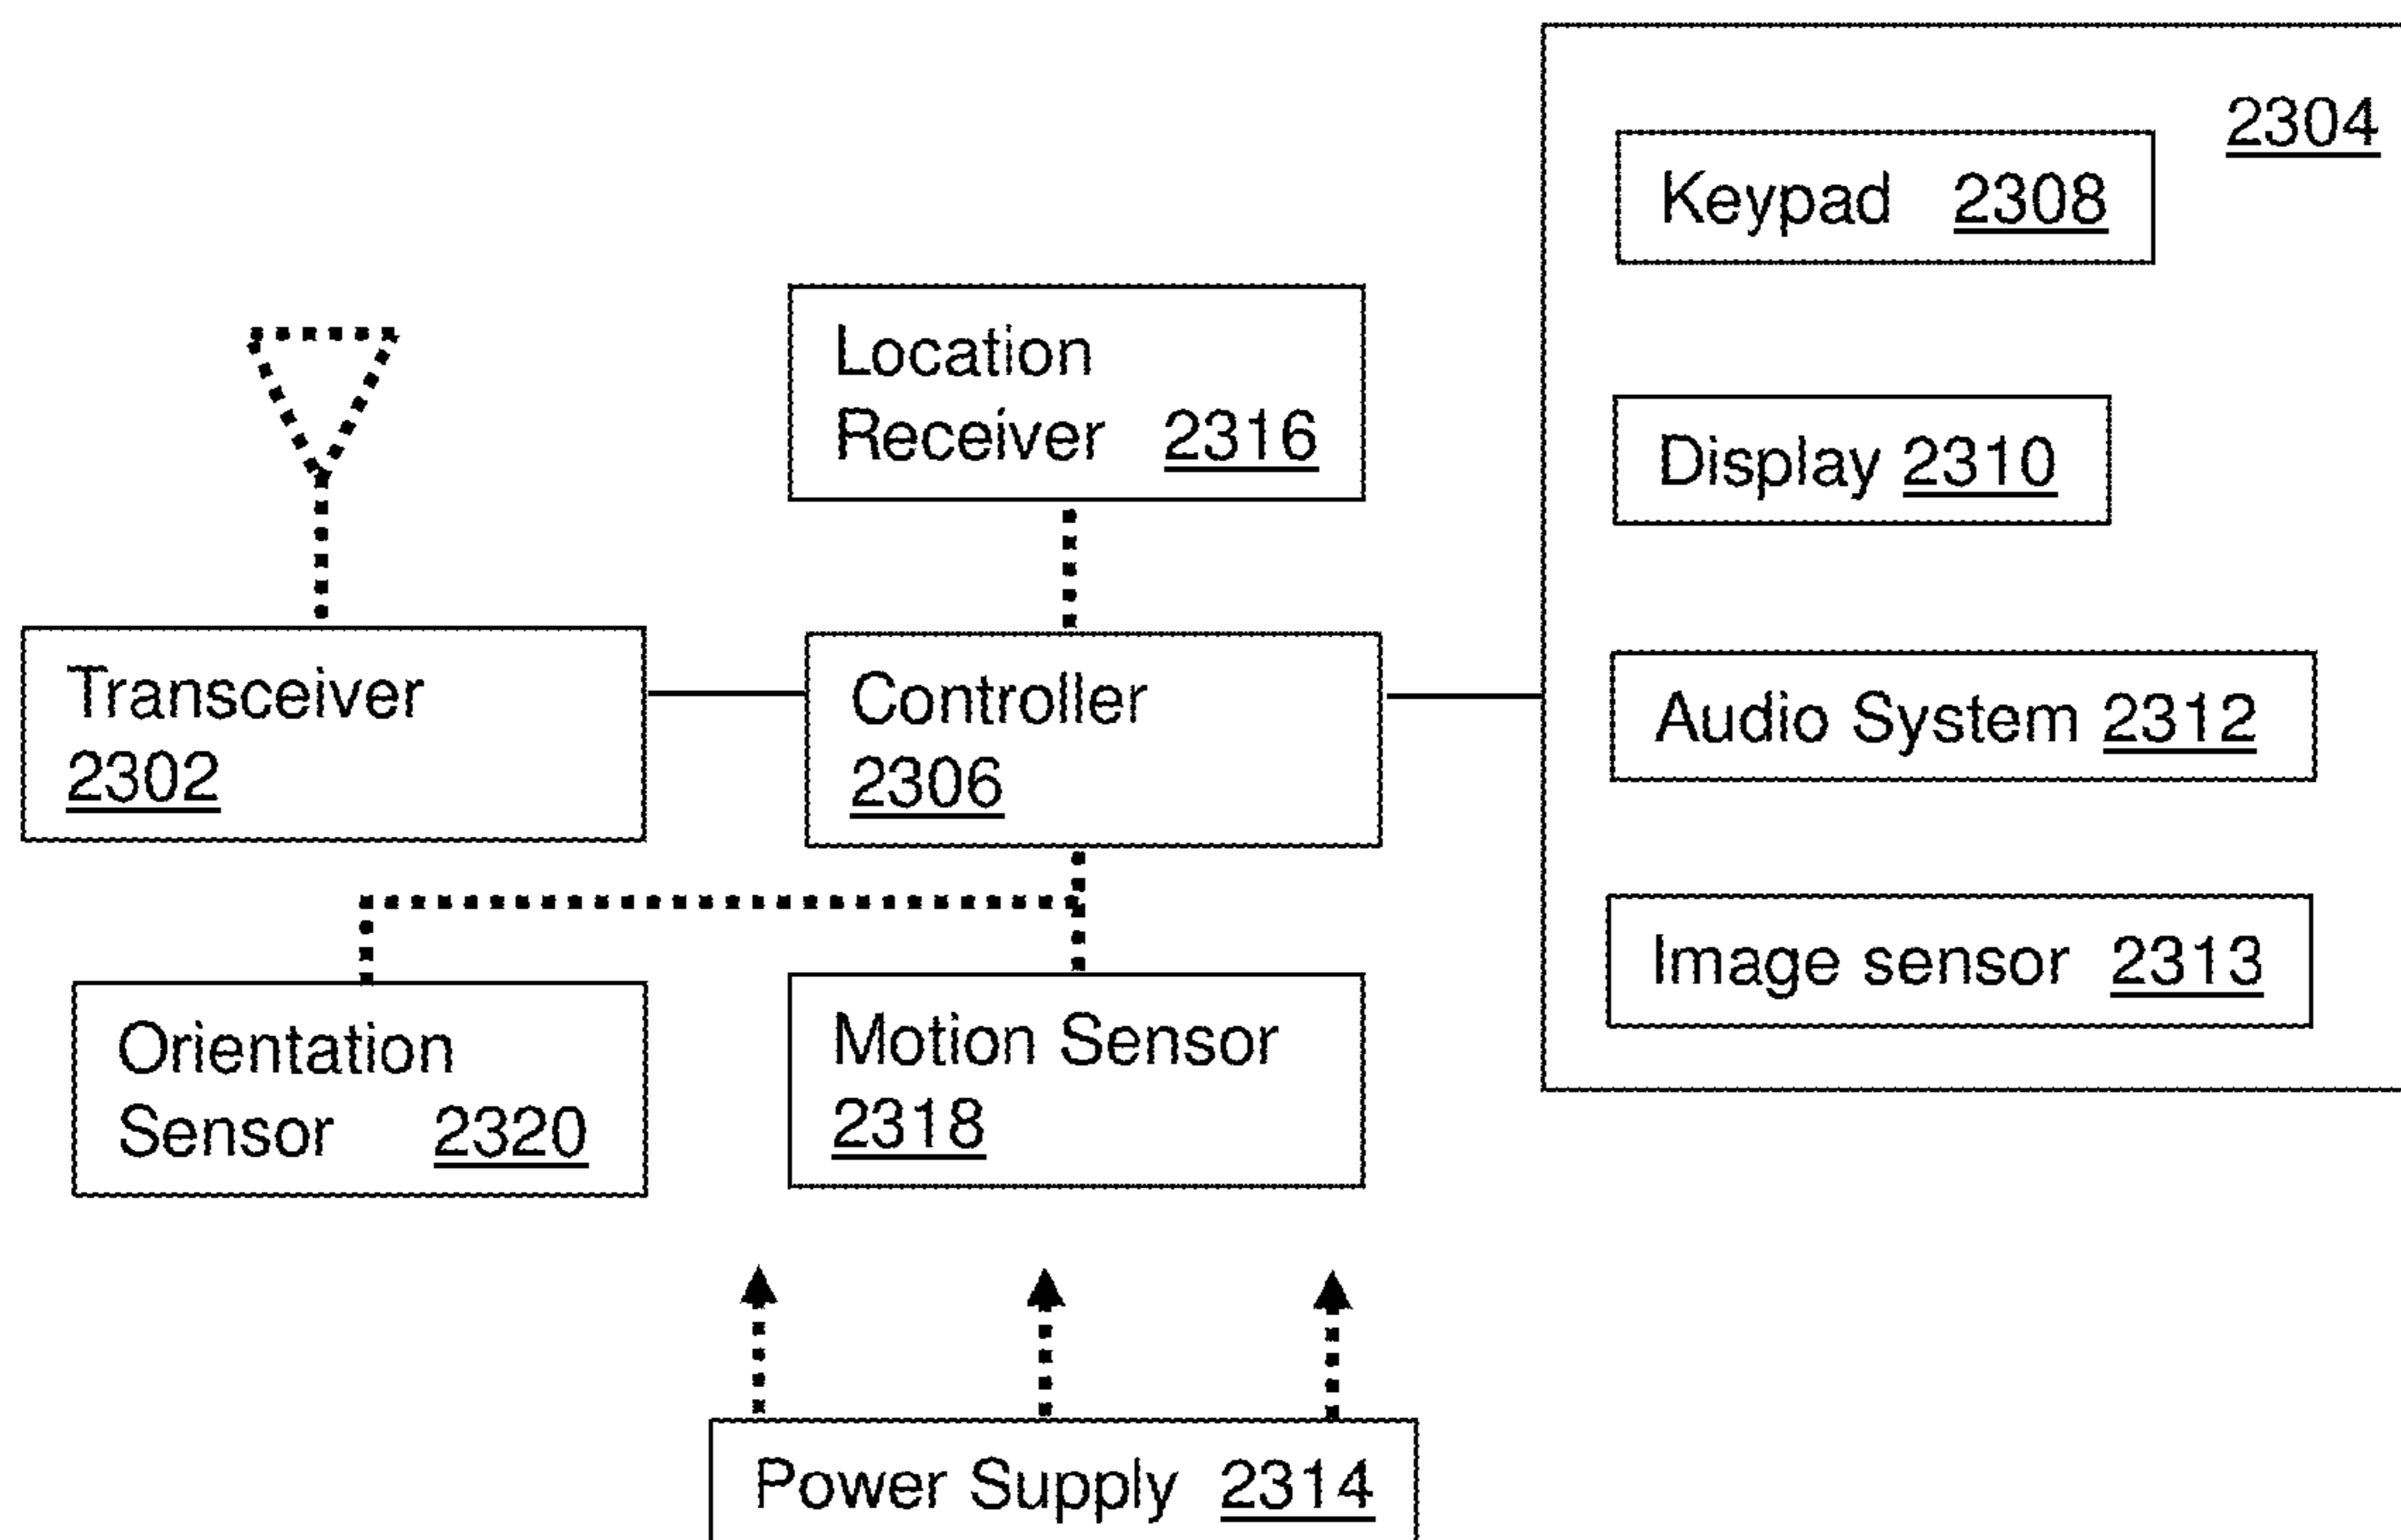 2304
Keypad 2308
Location
Receiver 2316
Display 2310
Transceiver
2302
Controller
2306
Audio System 2312
Image sensor 2313
Orientation
Sensor 2320
Motion Sensor
2318
Power Supply 2314